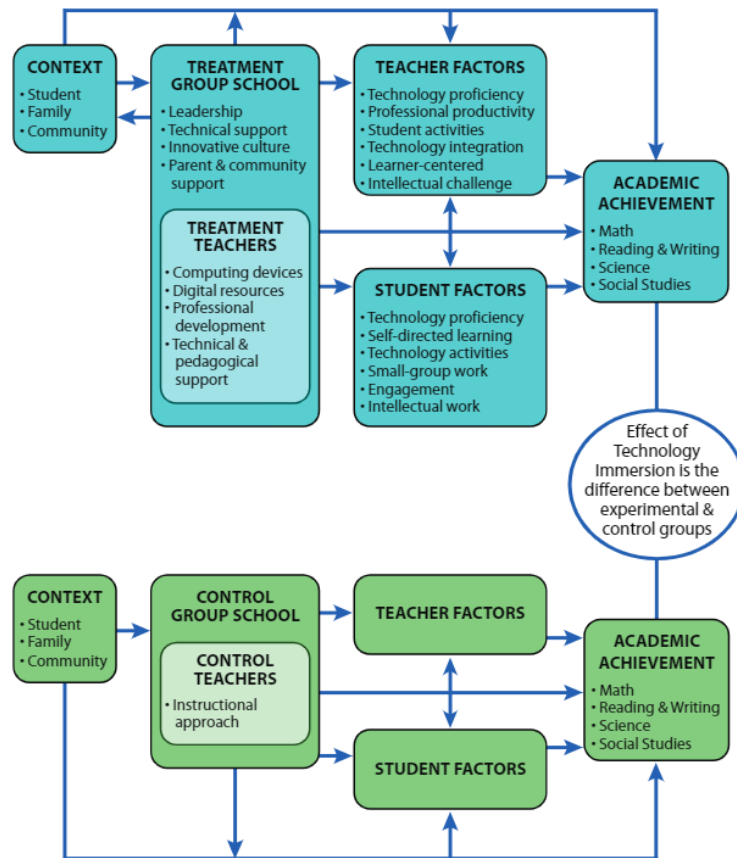 CONTEXT
• Student
• Family
• Community
TREATMENT
GROUP SCHOOL
• Leadership
• Technical support
• Innovative culture
• Parent & community
support
TREATMENT
TEACHERS
• Computing devices
• Digital resources
• Professional
development
• Technical &
pedagogical
support
TEACHER FACTORS
• Technology proficiency
• Professional productivity
• Student activities
• Technology integration
• Learner-centered
• Intellectual challenge
STUDENT FACTORS
• Technology proficiency
• Self-directed learning
• Technology activities
• Small-group work
• Engagement
• Intellectual work
ACADEMIC
ACHIEVEMENT
• Math
• Reading & Writing
• Science
• Social Studies
Effect of
Technology
Immersion is the
difference between
experimental &
control groups
CONTEXT
• Student
• Family
• Community
CONTROL
GROUP SCHOOL
CONTROL
TEACHERS
• Instructional
approach
TEACHER FACTORS
STUDENT FACTORS
ACADEMIC
ACHIEVEMENT
• Math
• Reading & Writing
• Science
• Social Studies